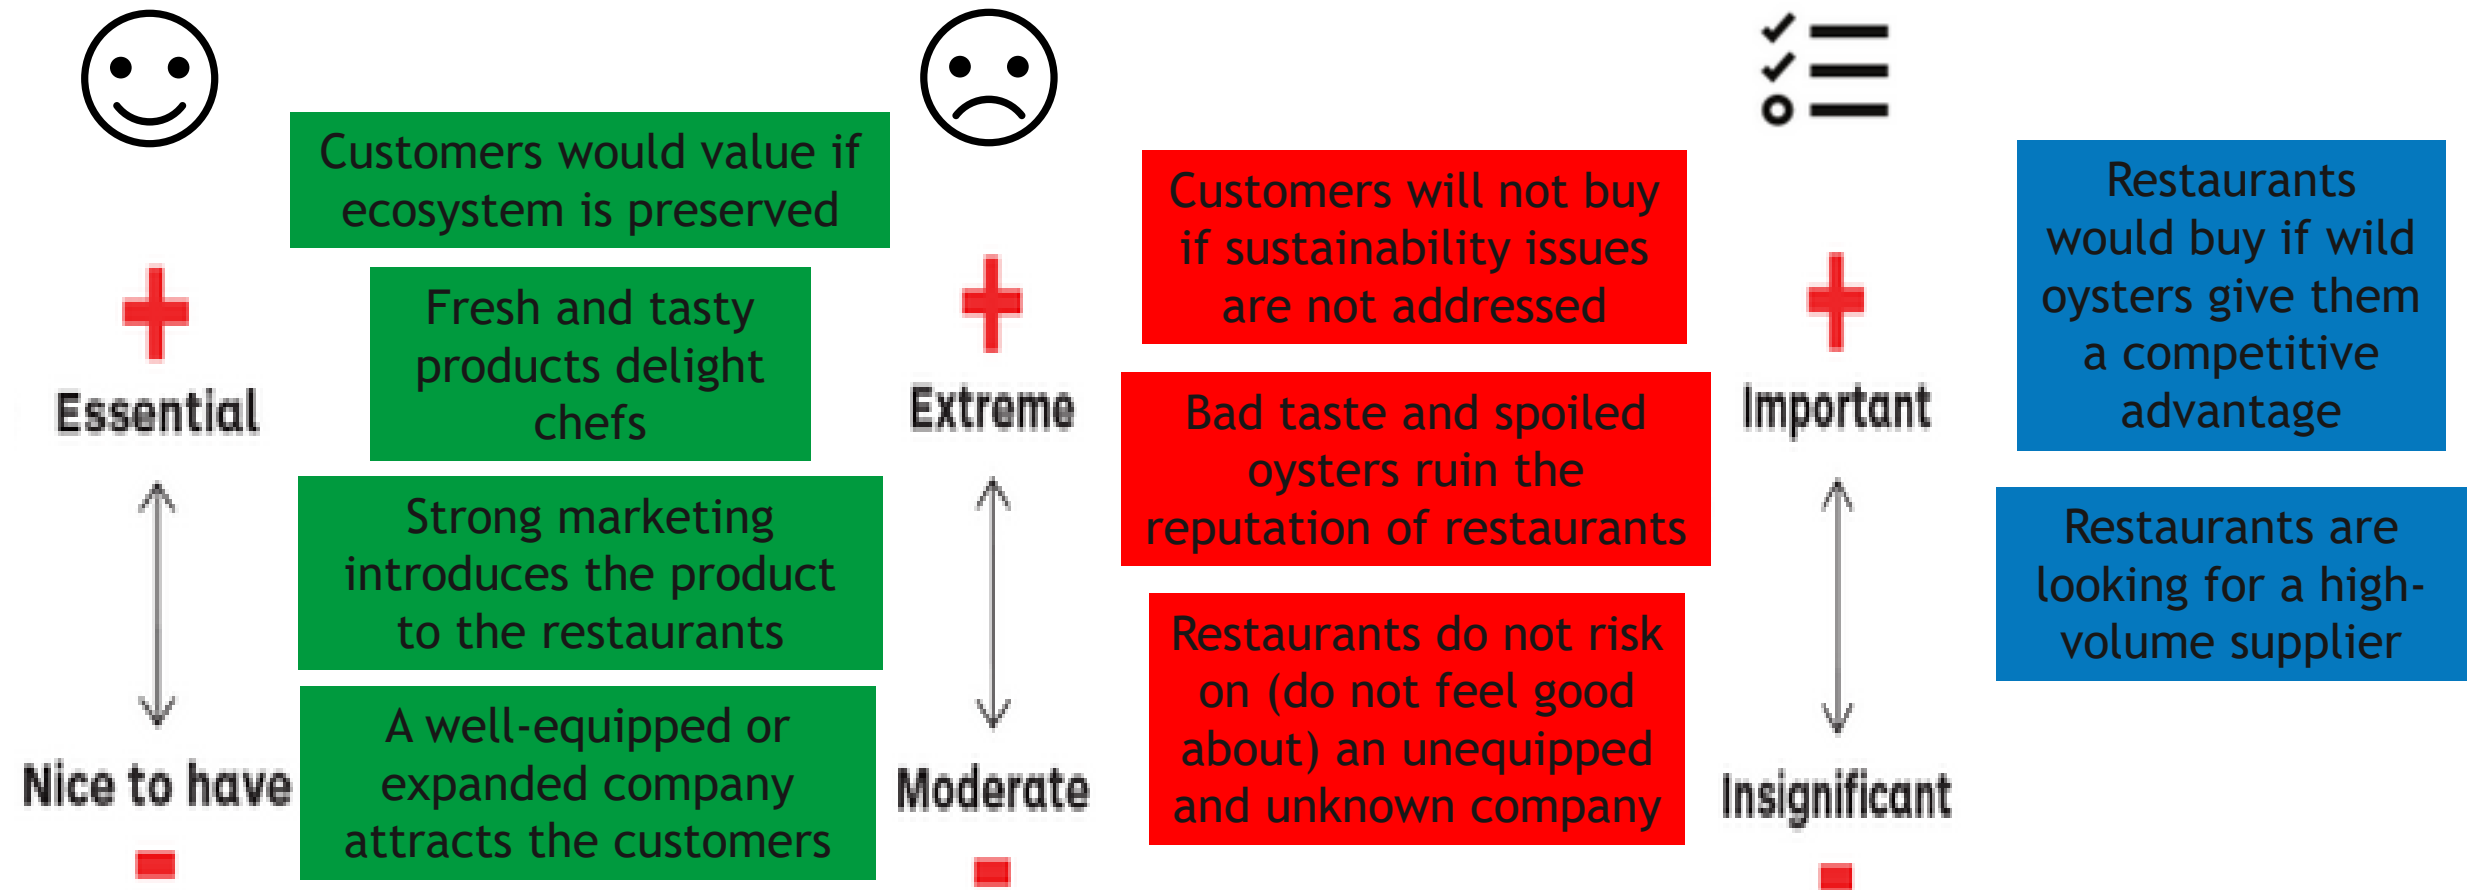 Customers would value if
ecosystem is preserved
Fresh and tasty
products delight
chefs
Strong marketing
introduces the product
to the restaurants
A well-equipped or
expanded company
attracts the customers
Essential
Nice to have
Customers will not buy
if sustainability issues
are not addressed
Bad taste and spoiled
oysters ruin the
reputation of restaurants
Restaurants do not risk
on (do not feel good
about) an unequipped
and unknown company
Extreme
Moderate
Restaurants
would buy if wild
oysters give them
a competitive
advantage
Restaurants are
looking for a high-
volume supplier
Important
Insignificant